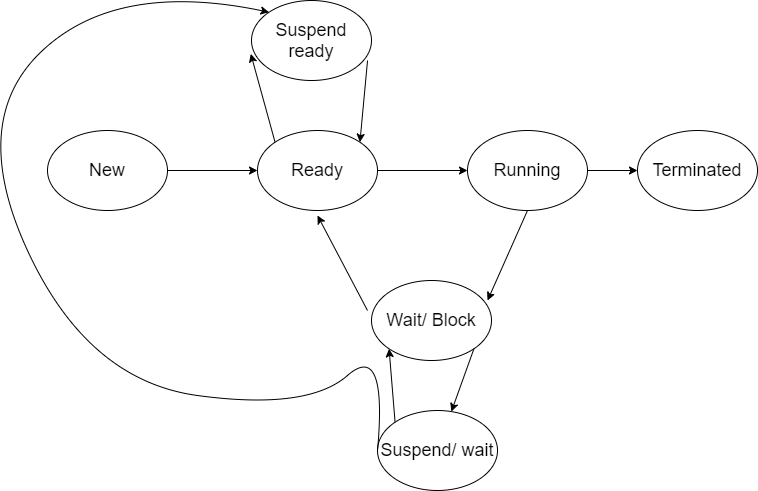 Suspend
ready
New
Ready
Running
Terminated
Wait/ Block
Suspend/ wait